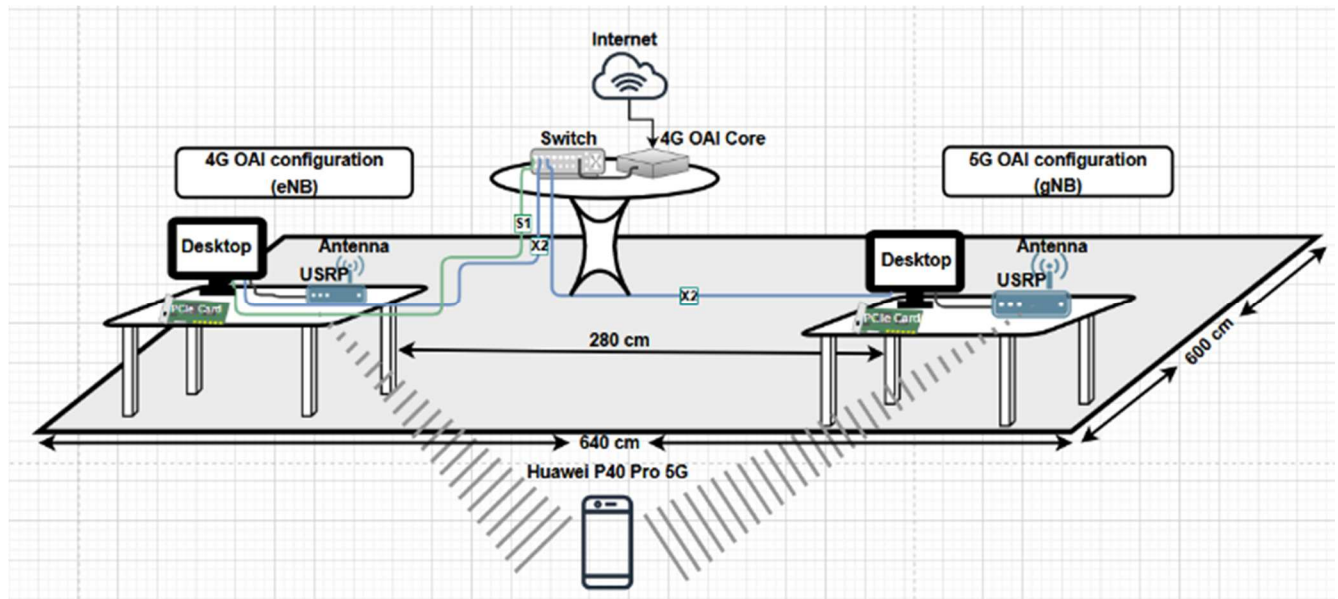 Internet
Switch
4G OAI Core
4G OAI configuration
(eNB)
5G OAI configuration
(gNB)
S1
X2
Desktop
Antenna
USRP
PCIe Card
X2
Desktop
Antenna
USRP
PCIe Card
280 cm
600 cm
640 cm
Huawei P40 Pro 5G